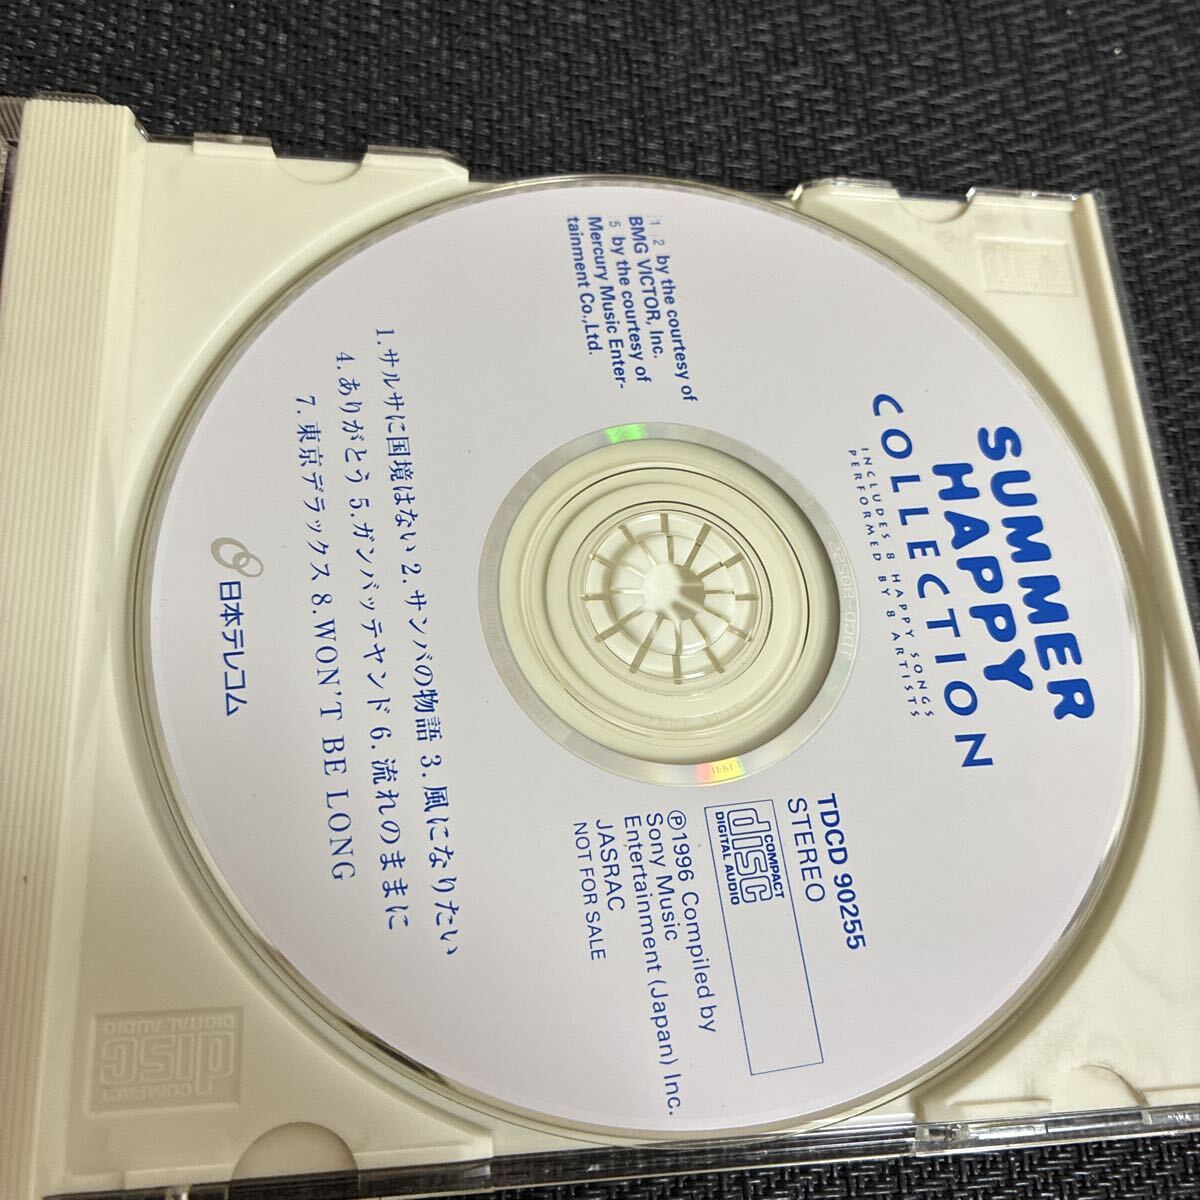 SUMMER
HAPPY
COLLECTION
INCLUDES 8 HAPPY SONGS
PERFORMED BY 8 ARTISTS
1 2 by the courtesy of
BMG VICTOR, Inc.
5 by the courtesy of
Mercury Music Enter-
tainment Co.,Ltd.
TDCD 90255
STEREO
COMPACT
disc
DIGITAL AUDIO
Ⓟ1996 Compiled by
Sony Music
Entertainment (Japan) Inc.
JASRAC
NOT FOR SALE
1.サルサに国境はない 2.サンバの物語 3.風になりたい
4.ありがとう 5.ガンバッテヤンド 6.流れのままに
7.東京デラックス 8.WON'T BE LONG
日本テレコム
COMPACT
disc
DIGITAL AUDIO